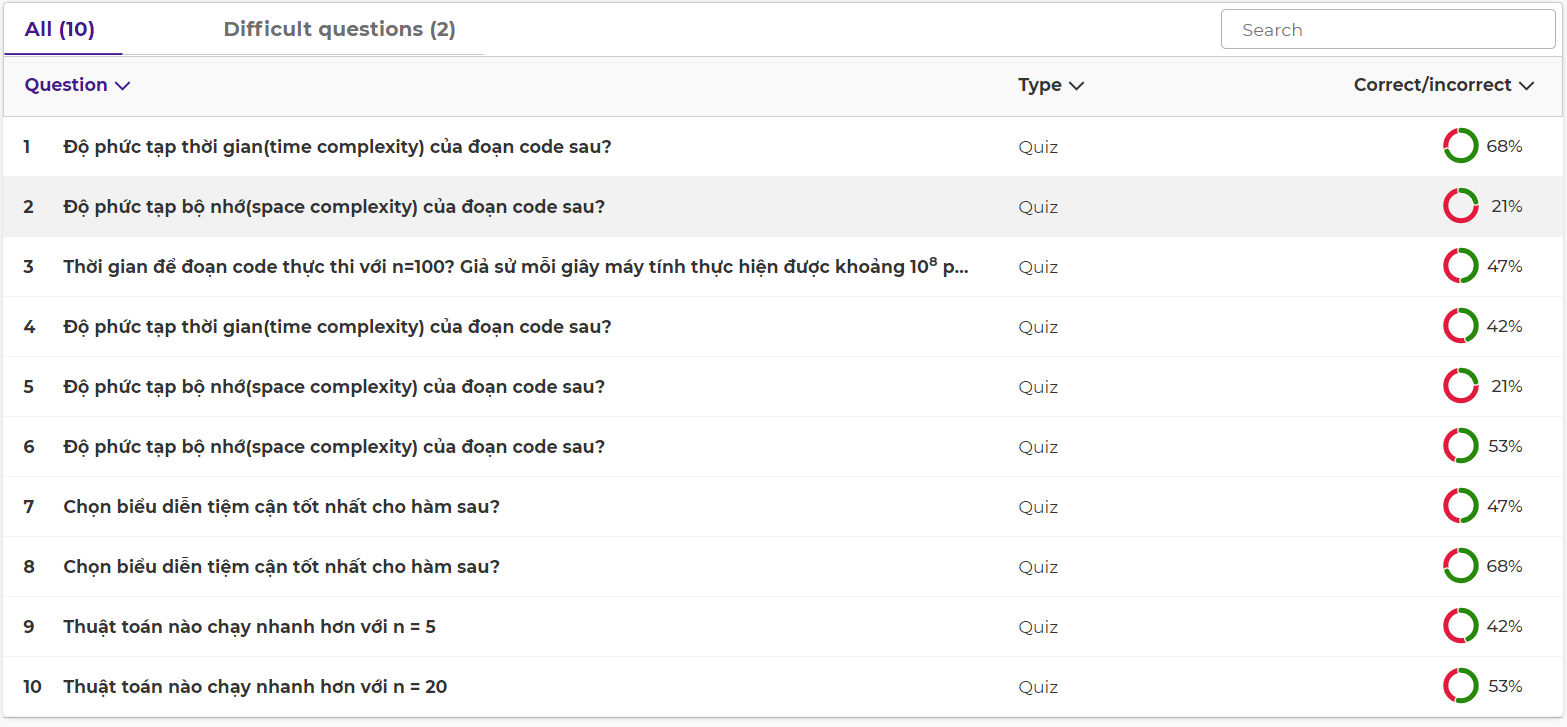 All (10) Difficult questions (2) Search
Question Type Correct/incorrect
1 Độ phức tạp thời gian(time complexity) của đoạn code sau? Quiz 68%
2 Độ phức tạp bộ nhớ(space complexity) của đoạn code sau? Quiz 21%
3 Thời gian để đoạn code thực thi với n=100? Giả sử mỗi giây máy tính thực hiện được khoảng 10⁸ p... Quiz 47%
4 Độ phức tạp thời gian(time complexity) của đoạn code sau? Quiz 42%
5 Độ phức tạp bộ nhớ(space complexity) của đoạn code sau? Quiz 21%
6 Độ phức tạp bộ nhớ(space complexity) của đoạn code sau? Quiz 53%
7 Chọn biểu diễn tiệm cận tốt nhất cho hàm sau? Quiz 47%
8 Chọn biểu diễn tiệm cận tốt nhất cho hàm sau? Quiz 68%
9 Thuật toán nào chạy nhanh hơn với n = 5 Quiz 42%
10 Thuật toán nào chạy nhanh hơn với n = 20 Quiz 53%